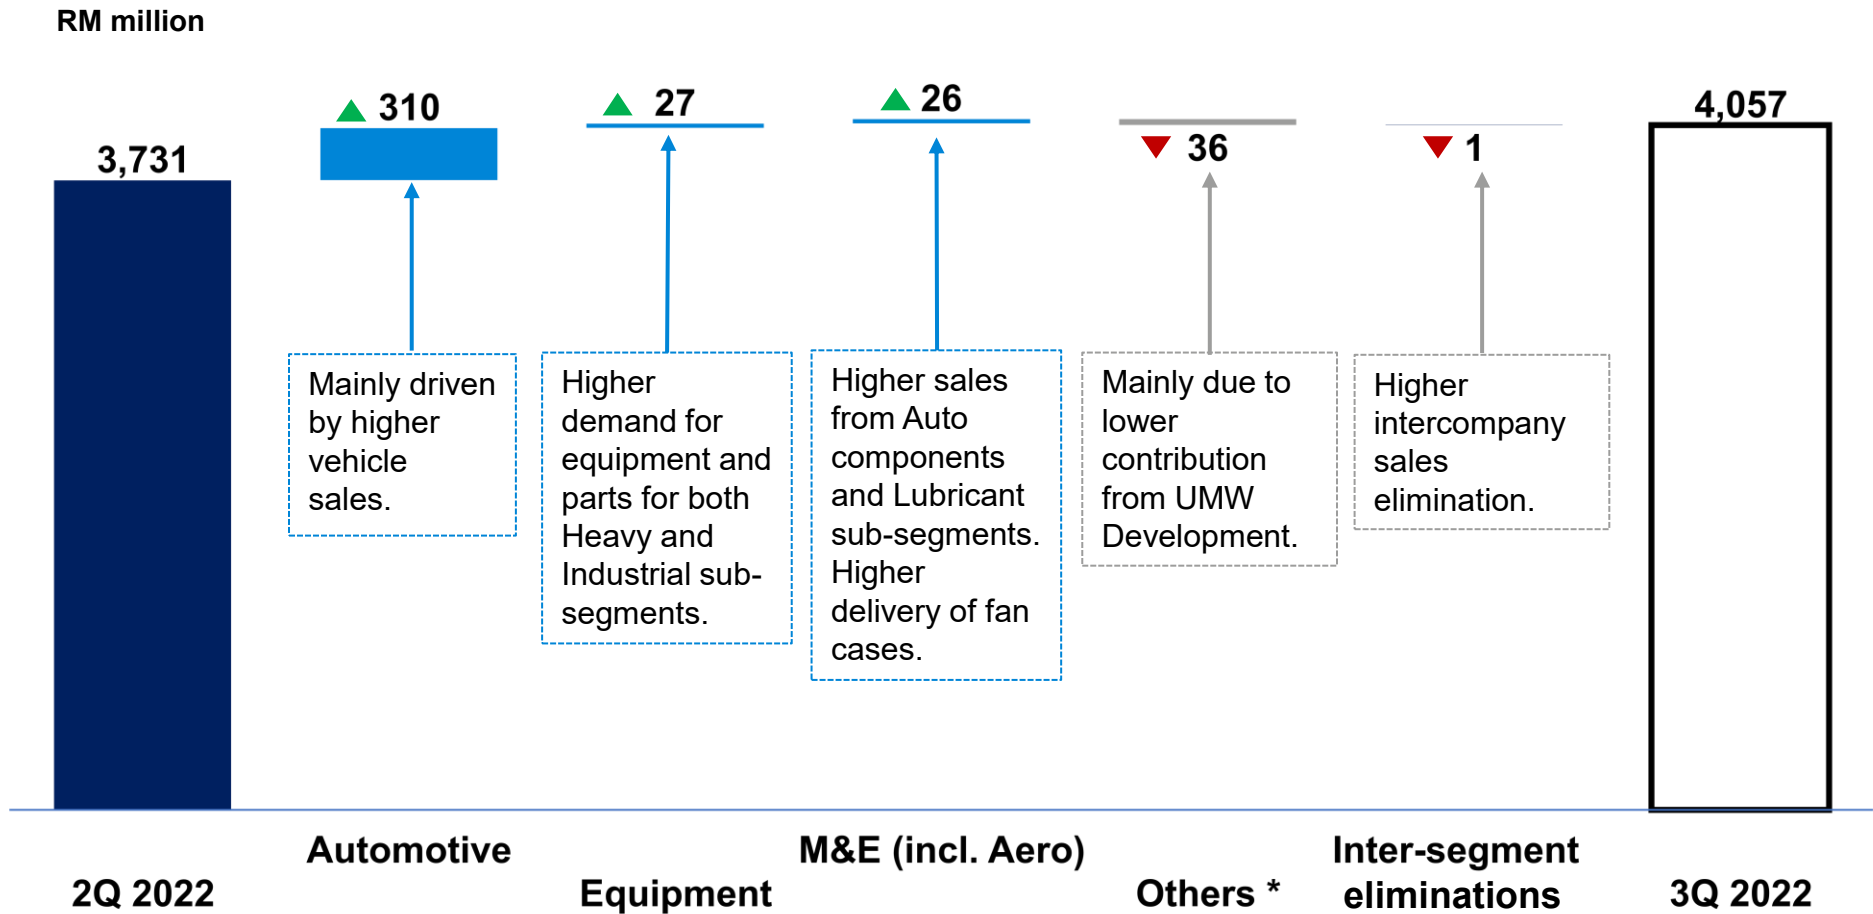 RM million
3,731
310
27
26
36
1
4,057
Mainly driven
by higher
vehicle
sales.
Higher
demand for
equipment and
parts for both
Heavy and
Industrial sub-
segments.
Higher sales
from Auto
components
and Lubricant
sub-segments.
Higher
delivery of fan
cases.
Mainly due to
lower
contribution
from UMW
Development.
Higher
intercompany
sales
elimination.
2Q 2022
Automotive
Equipment
M&E (incl. Aero)
Others *
Inter-segment
eliminations
3Q 2022